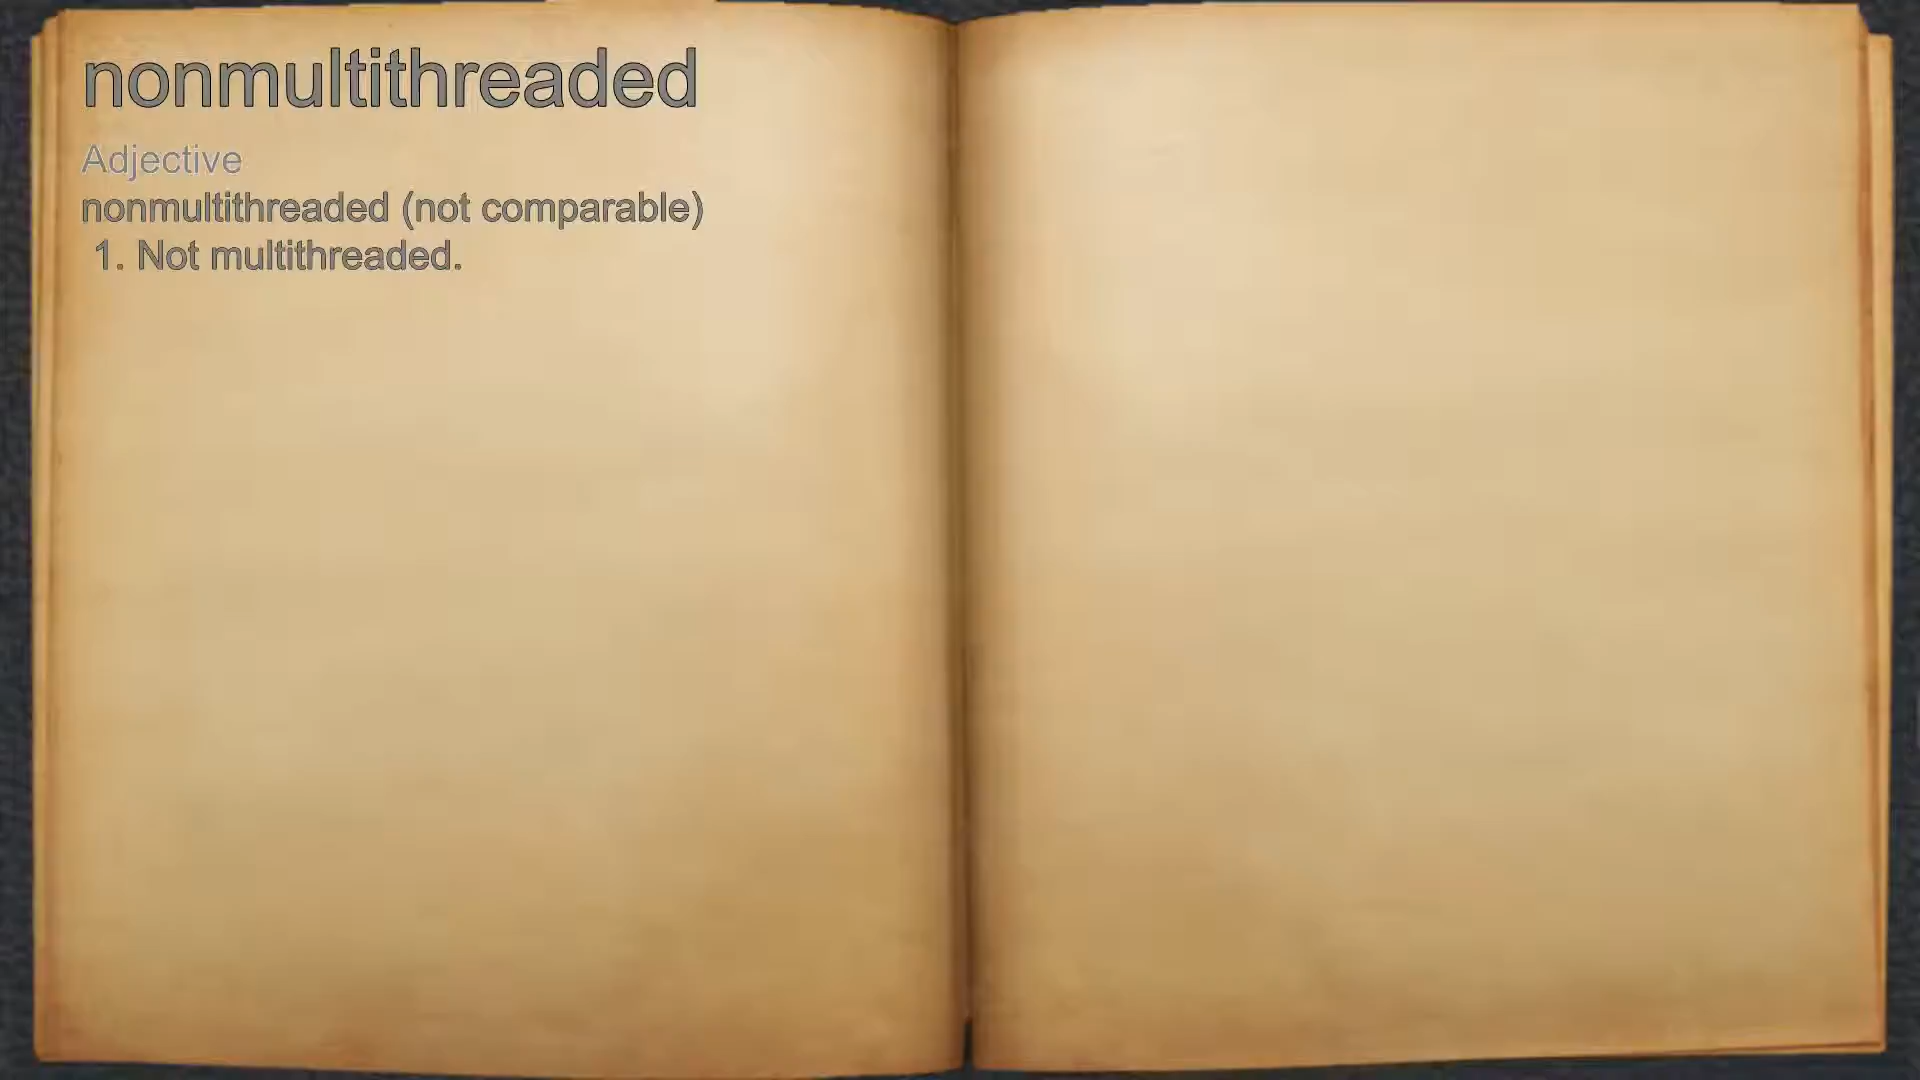 nonmultithreaded
Adjective
nonmultithreaded (not comparable)
1. Not multithreaded.